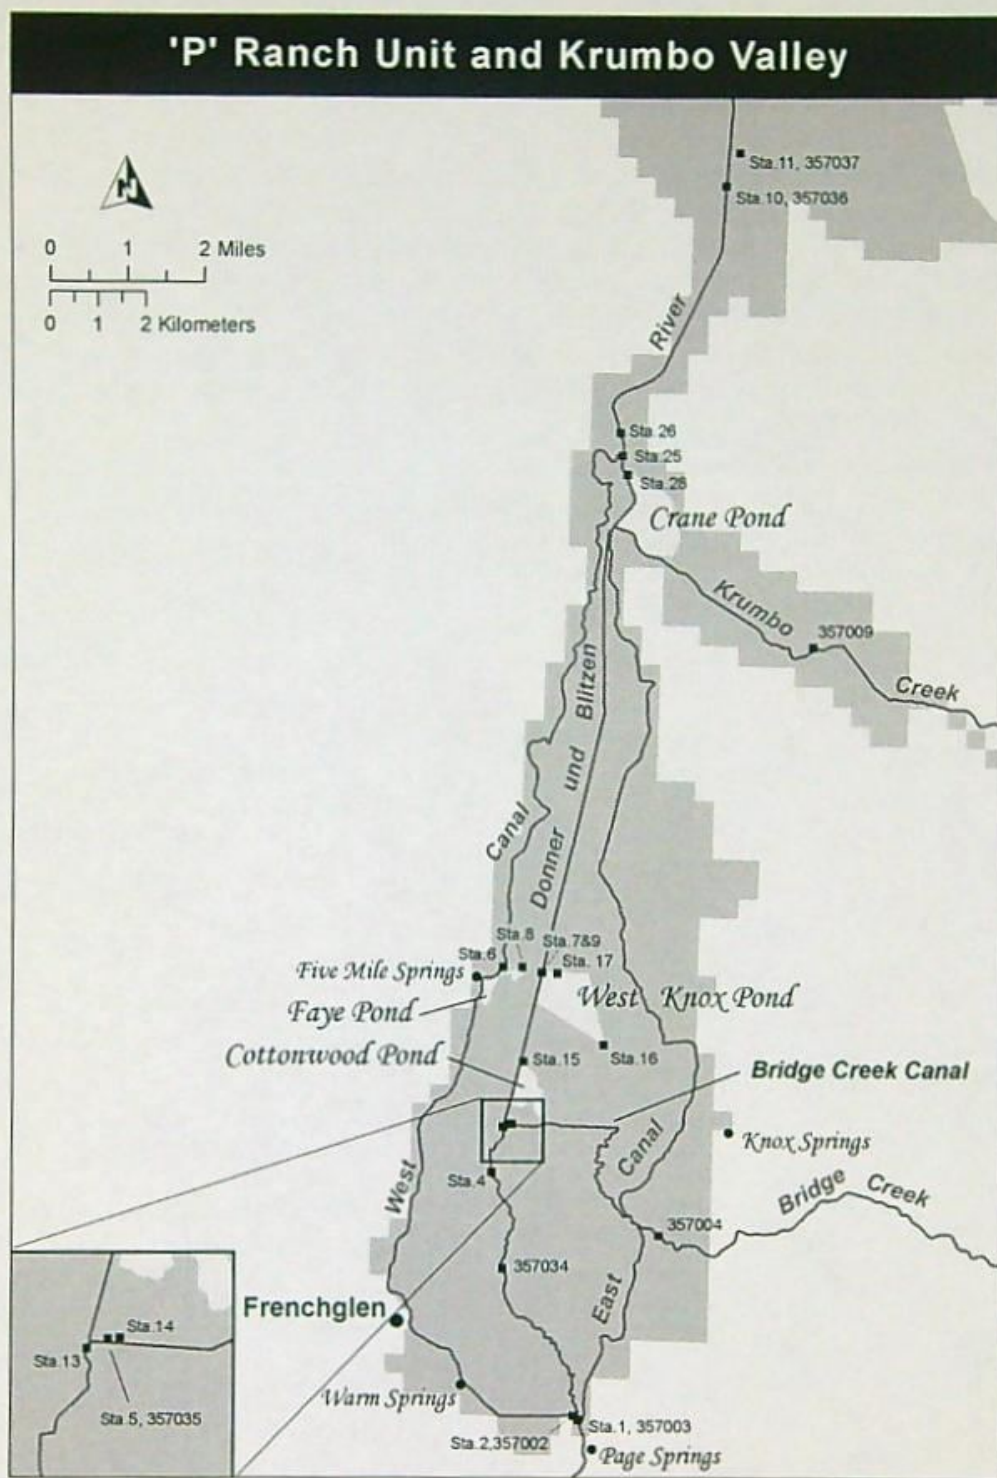 'P' Ranch Unit and Krumbo Valley
N
0 1 2 Miles
0 1 2 Kilometers
Sta.11, 357037
Sta.10, 357036
River
Sta.26
Sta.25
Sta.28
Crane Pond
Krumbo
357009
Creek
Blitzen
und
Donner
Canal
Sta.8
Sta.7&9
Sta.6
Sta. 17
Five Mile Springs
West Knox Pond
Faye Pond
Cottonwood Pond
Sta.15
Sta.16
Bridge Creek Canal
Knox Springs
Canal
Sta.4
West
Bridge Creek
357004
357034
East
Frenchglen
Sta.14
Sta.13
Sta.5, 357035
Warm Springs
Sta.1, 357003
Sta.2,357002
Page Springs